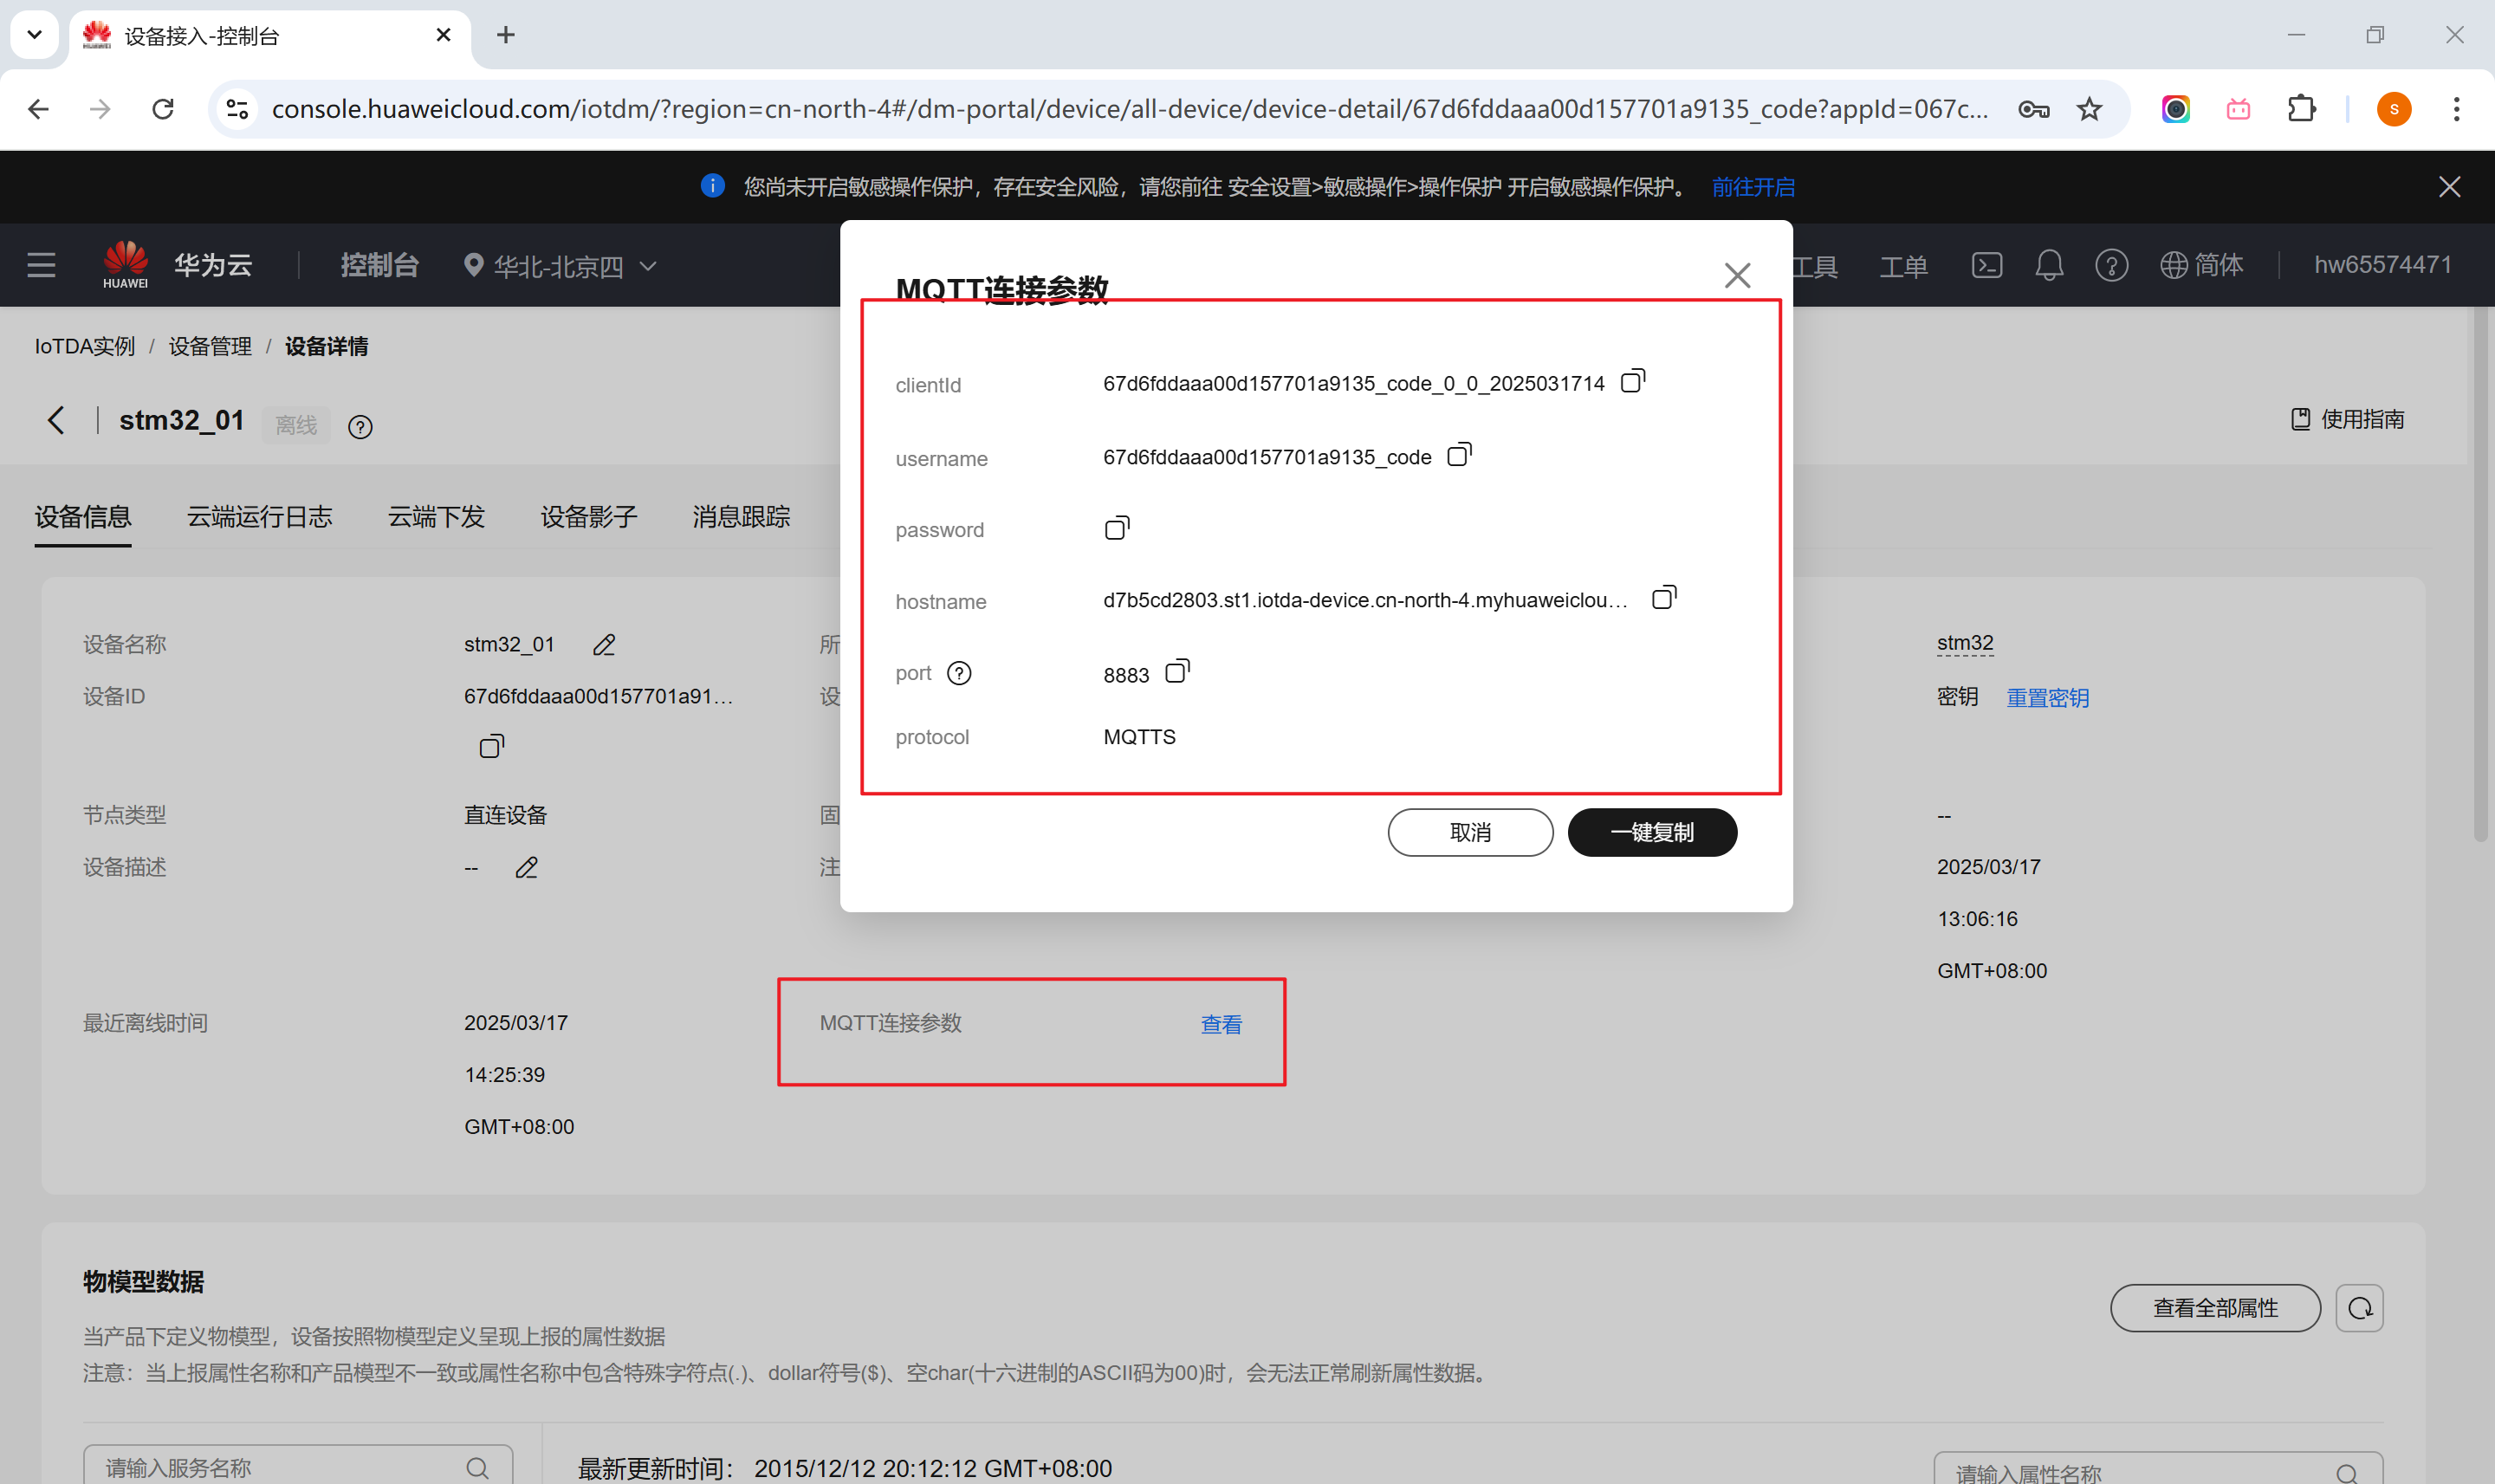 设备接入-控制台
console.huaweicloud.com/iotdm/?region=cn-north-4#/dm-portal/device/all-device/device-detail/67d6fddaaa00d157701a9135_code?appId=067c...
s
您尚未开启敏感操作保护，存在安全风险，请您前往 安全设置>敏感操作>操作保护 开启敏感操作保护。 前往开启
HUAWEI 华为云 控制台 华北-北京四 工具 工单 简体 hw65574471
IoTDA实例 / 设备管理 / 设备详情
stm32_01 离线 使用指南
设备信息 云端运行日志 云端下发 设备影子 消息跟踪
MQTT连接参数
clientId 67d6fddaaa00d157701a9135_code_0_0_2025031714
username 67d6fddaaa00d157701a9135_code
password
hostname d7b5cd2803.st1.iotda-device.cn-north-4.myhuaweiclou...
port 8883
protocol MQTTS
取消 一键复制
设备名称 stm32_01 所 stm32
设备ID 67d6fddaaa00d157701a91... 设 密钥 重置密钥
节点类型 直连设备 固 --
设备描述 -- 注 2025/03/17
13:06:16
GMT+08:00
最近离线时间 2025/03/17 MQTT连接参数 查看
14:25:39
GMT+08:00
物模型数据
查看全部属性
当产品下定义物模型，设备按照物模型定义呈现上报的属性数据
注意：当上报属性名称和产品模型不一致或属性名称中包含特殊字符点(.)、dollar符号($)、空char(十六进制的ASCII码为00)时，会无法正常刷新属性数据。
请输入服务名称 最新更新时间： 2015/12/12 20:12:12 GMT+08:00 请输入属性名称